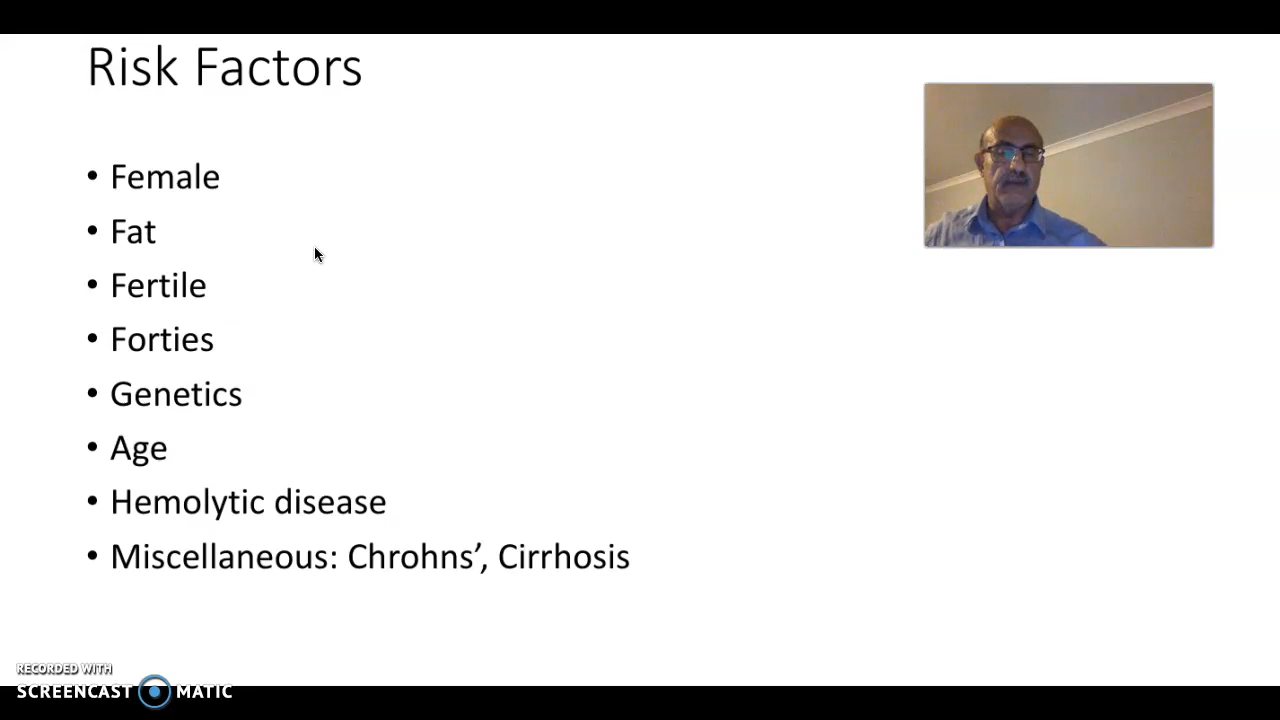 Risk Factors
• Female
• Fat
• Fertile
• Forties
• Genetics
• Age
• Hemolytic disease
• Miscellaneous: Chrohns’, Cirrhosis
RECORDED WITH
SCREENCAST MATIC